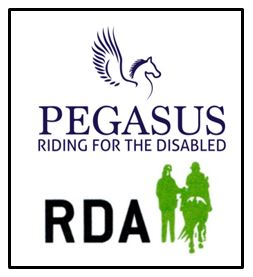 PEGASUS
RIDING FOR THE DISABLED
RDA